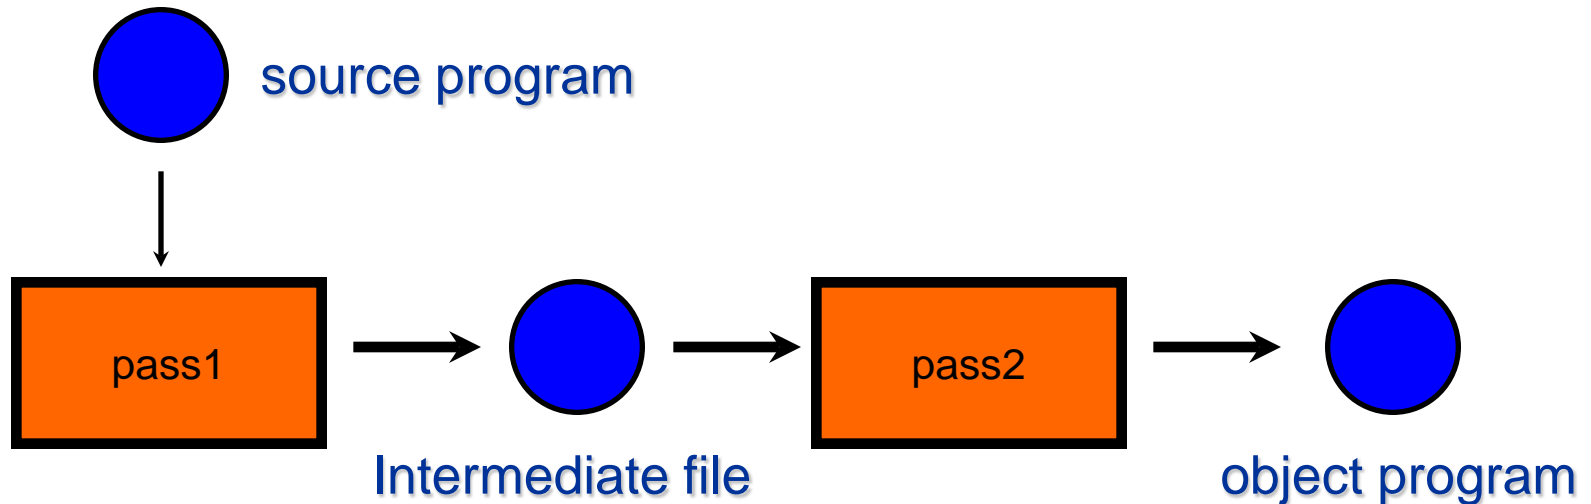 source program
pass1
pass2
Intermediate file
object program